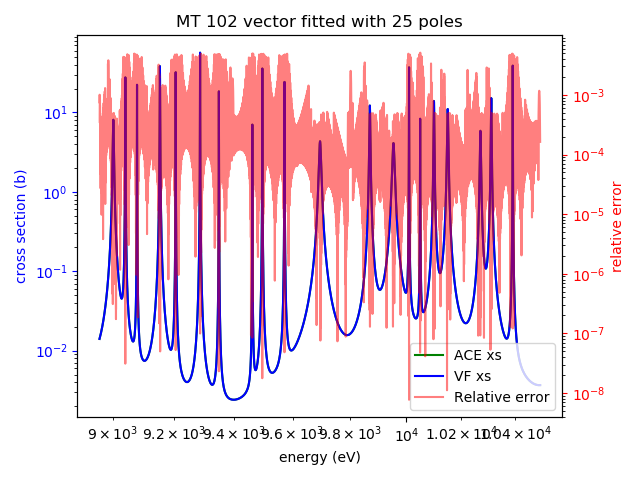 MT 102 vector fitted with 25 poles
cross section (b)
10¹
10⁰
10⁻¹
10⁻²
10⁻³
10⁻⁴
10⁻⁵
10⁻⁶
10⁻⁷
10⁻⁸
relative error
ACE xs
VF xs
Relative error
9 × 10³ 9.2 × 10³ 9.4 × 10³ 9.6 × 10³ 9.8 × 10³ 10⁴ 1.02 × 10⁴ 1.04 × 10⁴
energy (eV)